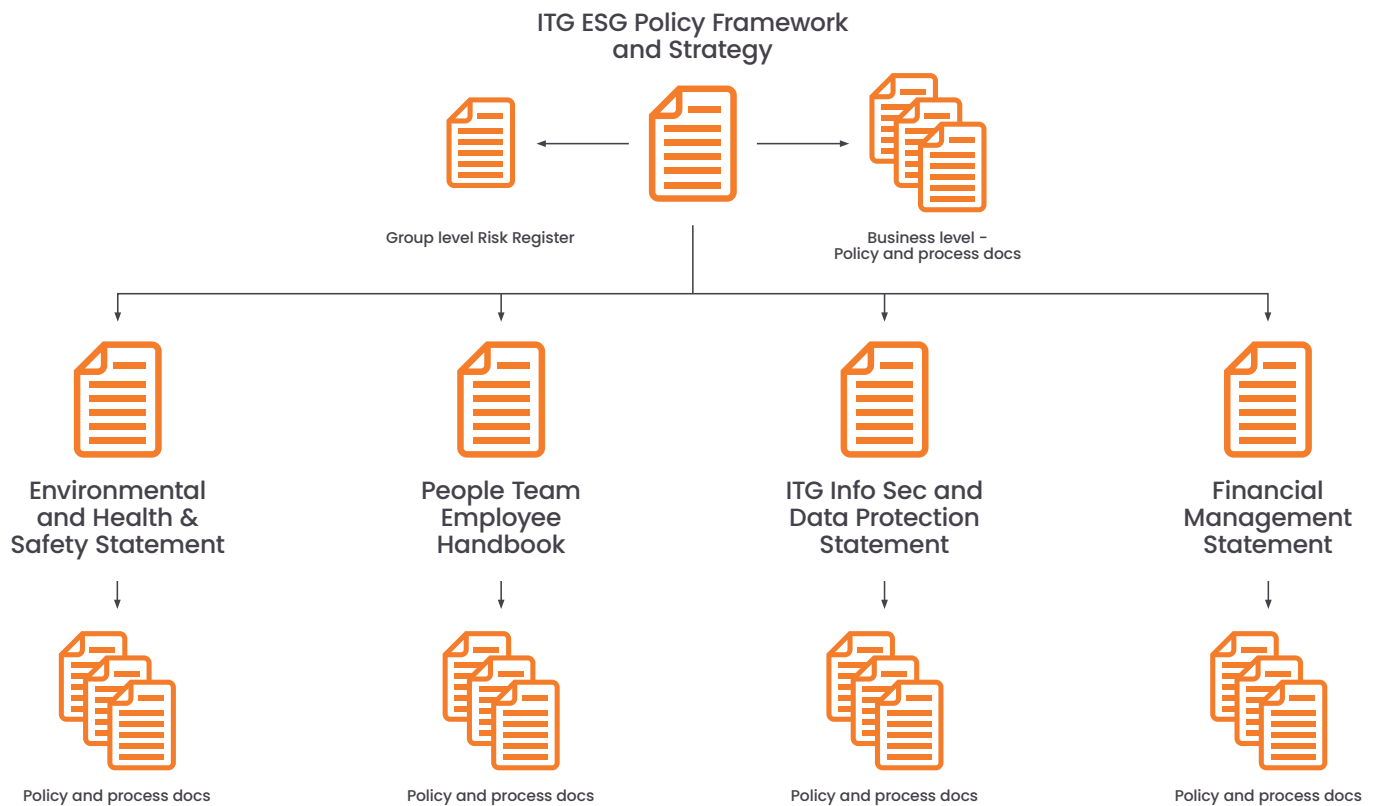 ITG ESG Policy Framework
and Strategy
Group level Risk Register
Business level -
Policy and process docs
Environmental
and Health &
Safety Statement
People Team
Employee
Handbook
ITG Info Sec and
Data Protection
Statement
Financial
Management
Statement
Policy and process docs
Policy and process docs
Policy and process docs
Policy and process docs